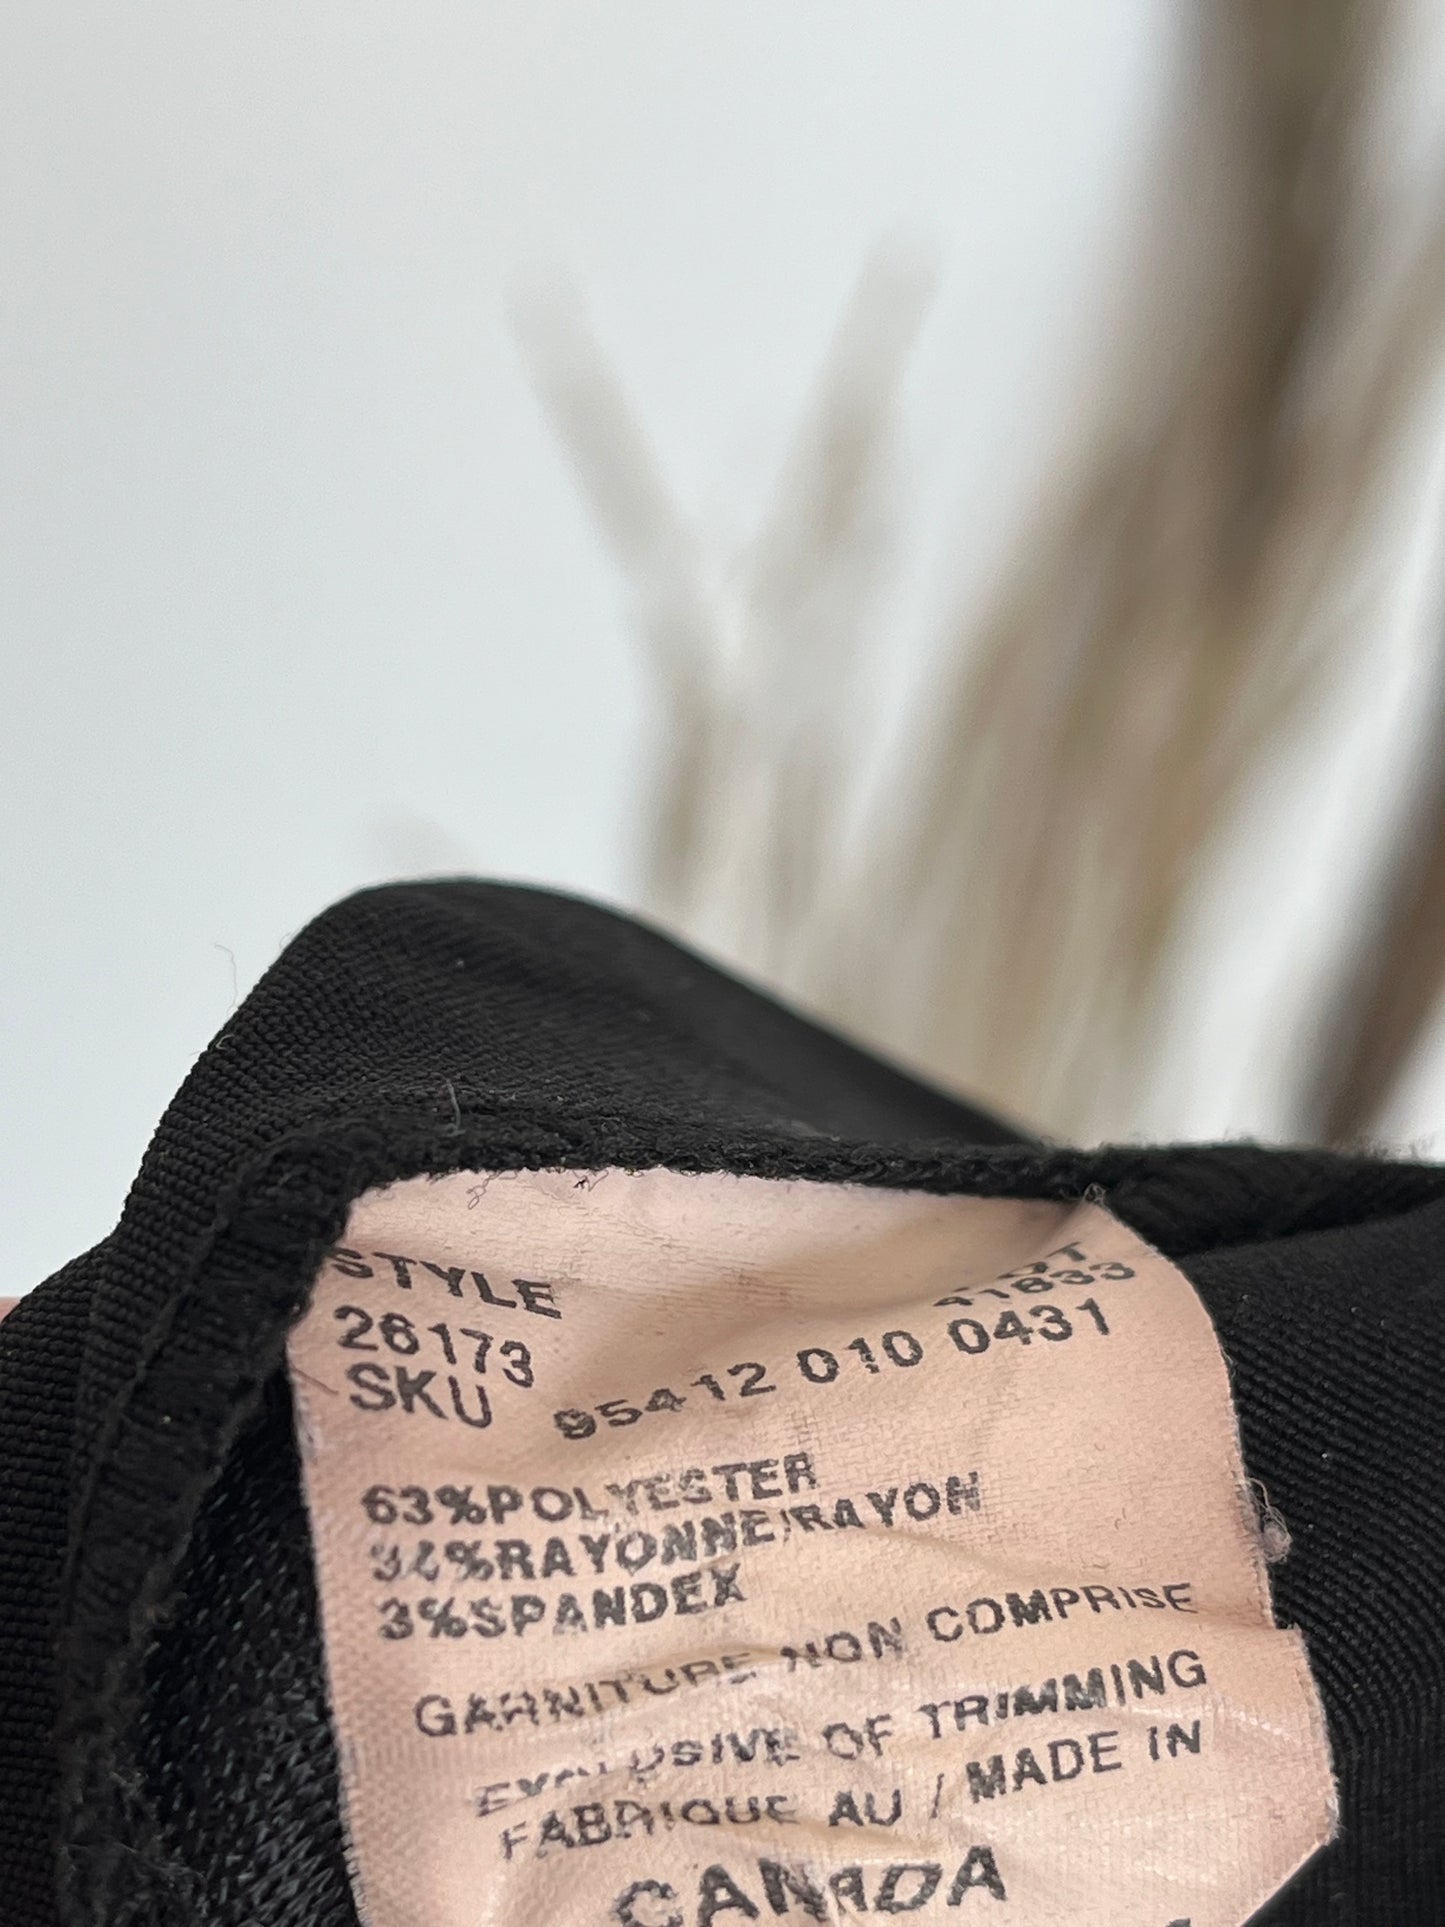 STYLE
26173
41633
SKU
95412 010 0431
63%POLYESTER
34%RAYONNE/RAYON
3%SPANDEX
GARNITURE NON COMPRISE
EXCLUSIVE OF TRIMMING
FABRIQUE AU / MADE IN
CANADA